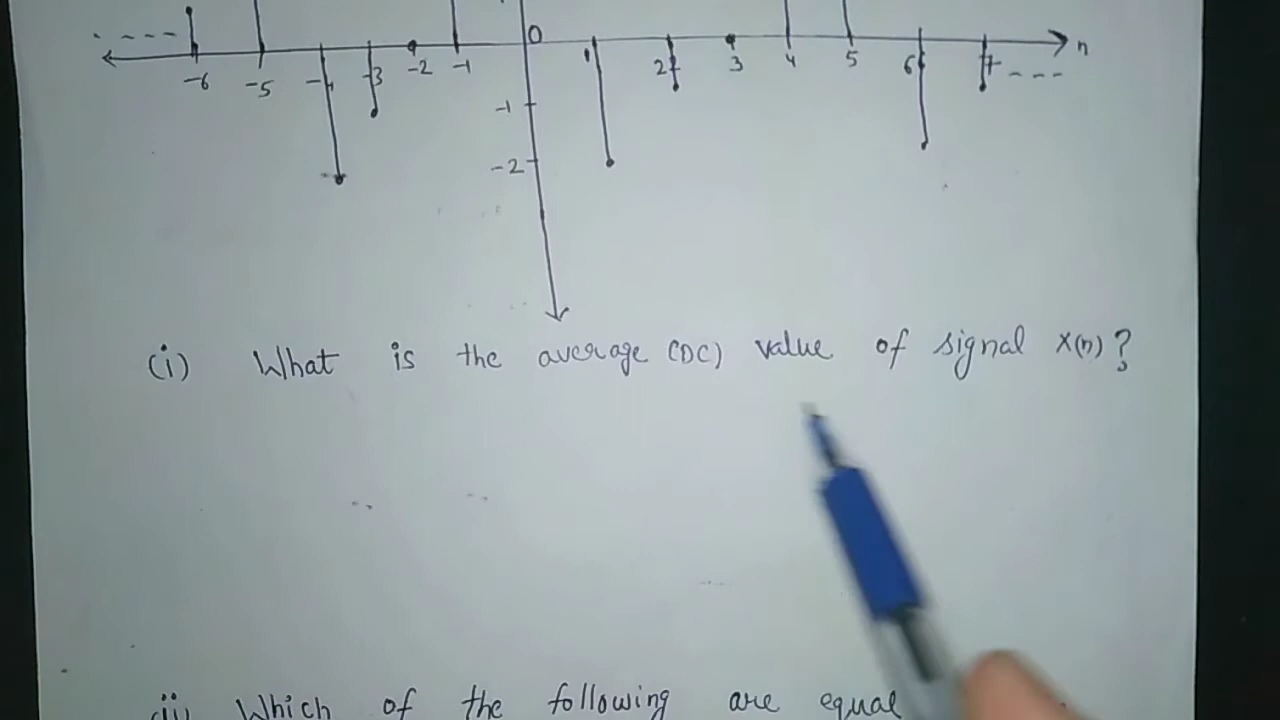 0 n
-6 -5 -4 -3 -2 -1 1 2 3 4 5 6 7
-1
-2
(i) What is the average (DC) value of signal x(n)?
ii) Which of the following are equal